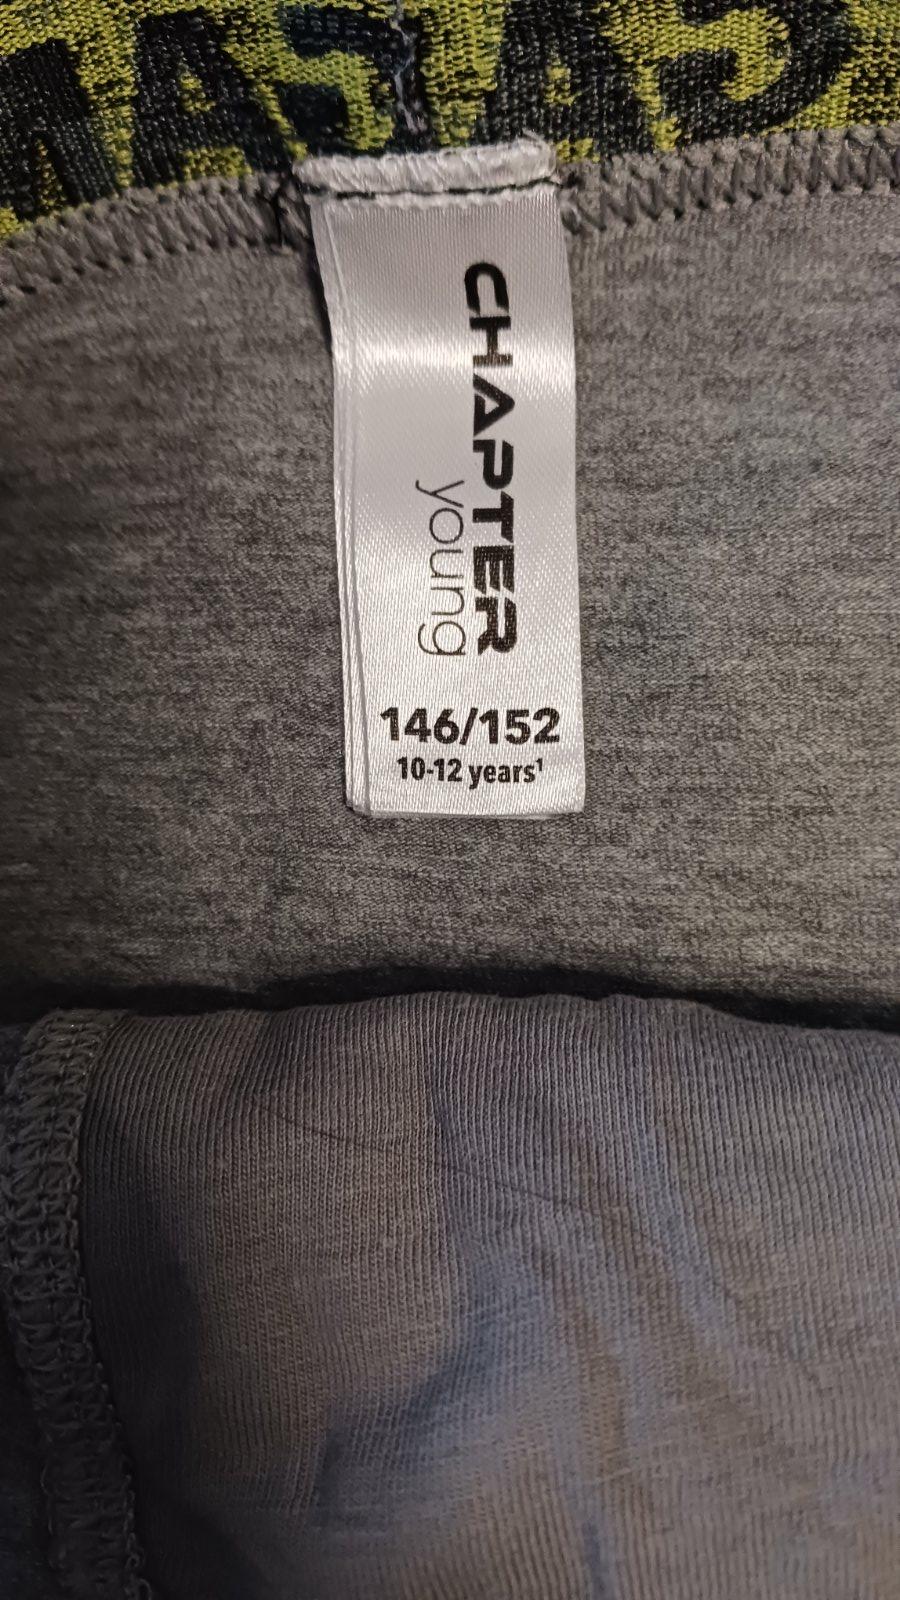 CHAPTER
young
146/152
10-12 years¹